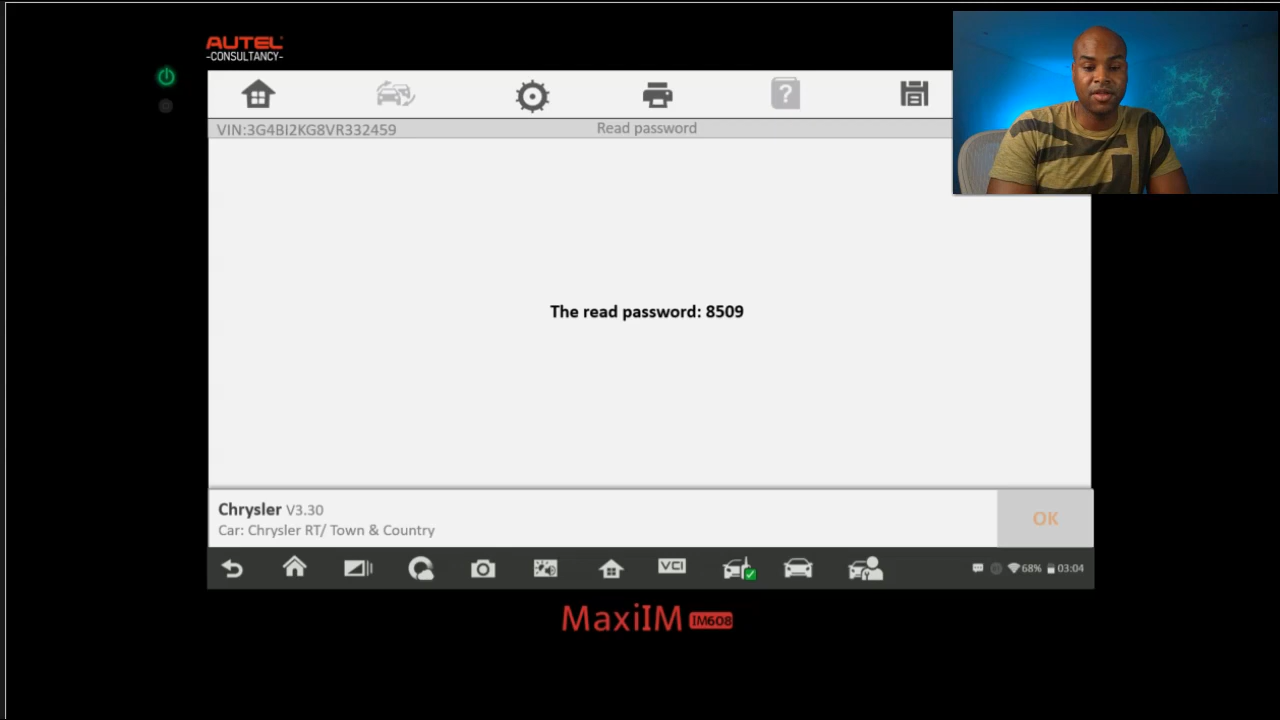 AUTEL
-CONSULTANCY-
?
VIN:3G4BI2KG8VR332459
Read password
The read password: 8509
Chrysler V3.30
Car: Chrysler RT/ Town & Country
OK
VCI
68% 03:04
MaxiIM IM608